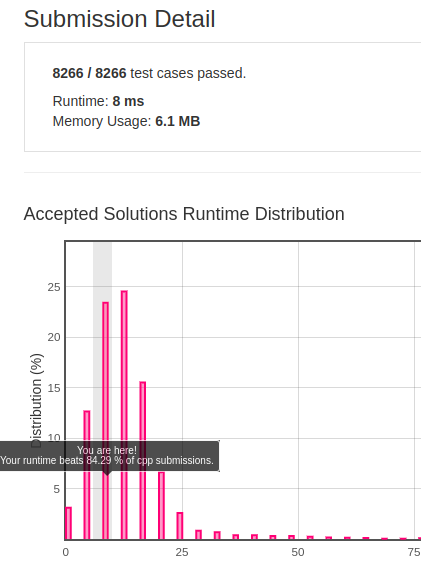 Submission Detail
8266 / 8266 test cases passed.
Runtime: 8 ms
Memory Usage: 6.1 MB
Accepted Solutions Runtime Distribution
Distribution (%)
25
20
15
10
5
You are here!
Your runtime beats 84.29 % of cpp submissions.
0
25
50
75